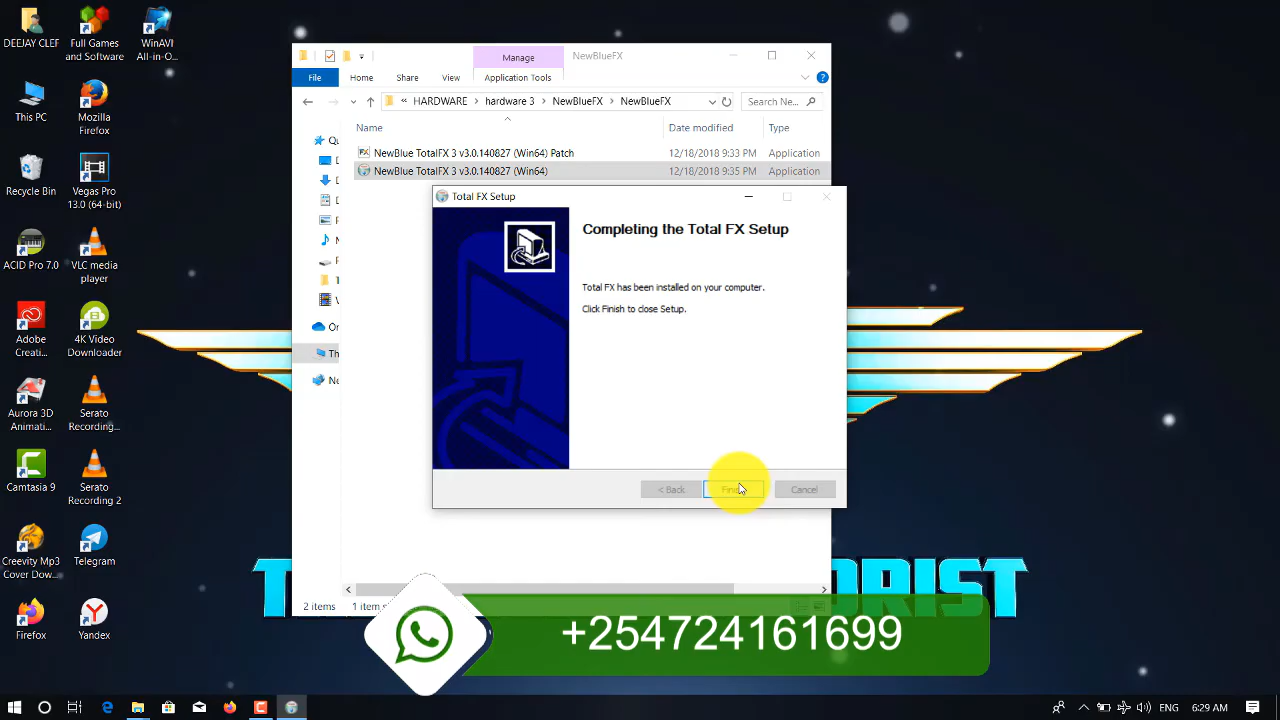 DEEJAY CLEF
Full Games and Software
WinAVI All-in-O...
This PC
Mozilla Firefox
Recycle Bin
Vegas Pro 13.0 (64-bit)
ACID Pro 7.0
VLC media player
Adobe Creati...
4K Video Downloader
Aurora 3D Animati...
Serato Recording...
Camtasia 9
Serato Recording 2
Creevity Mp3 Cover Dow...
Telegram
Firefox
Yandex
Manage
NewBlueFX
File
Home
Share
View
Application Tools
HARDWARE
hardware 3
NewBlueFX
NewBlueFX
Search Ne...
Name
Date modified
Type
NewBlue TotalFX 3 v3.0.140827 (Win64) Patch
12/18/2018 9:33 PM
Application
NewBlue TotalFX 3 v3.0.140827 (Win64)
12/18/2018 9:35 PM
Application
Total FX Setup
Completing the Total FX Setup
Total FX has been installed on your computer.
Click Finish to close Setup.
< Back
Cancel
2 items
+254724161699
ENG
6:29 AM